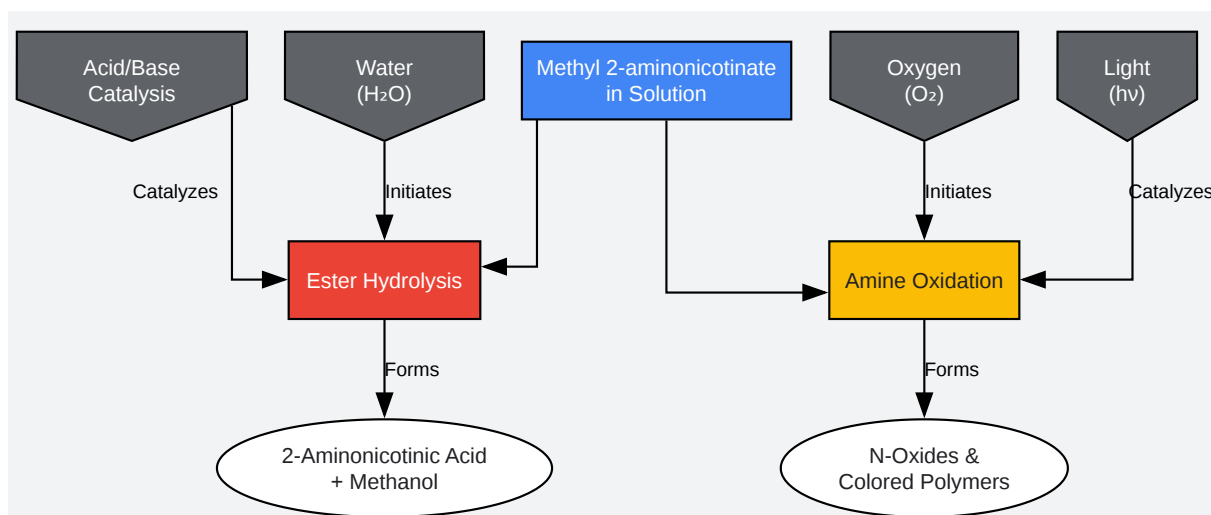 Acid/Base
Catalysis
Water
(H₂O)
Methyl 2-aminonicotinate
in Solution
Oxygen
(O₂)
Light
(hν)
Catalyzes
Initiates
Initiates
Catalyzes
Ester Hydrolysis
Amine Oxidation
Forms
Forms
2-Aminonicotinic Acid
+ Methanol
N-Oxides &
Colored Polymers